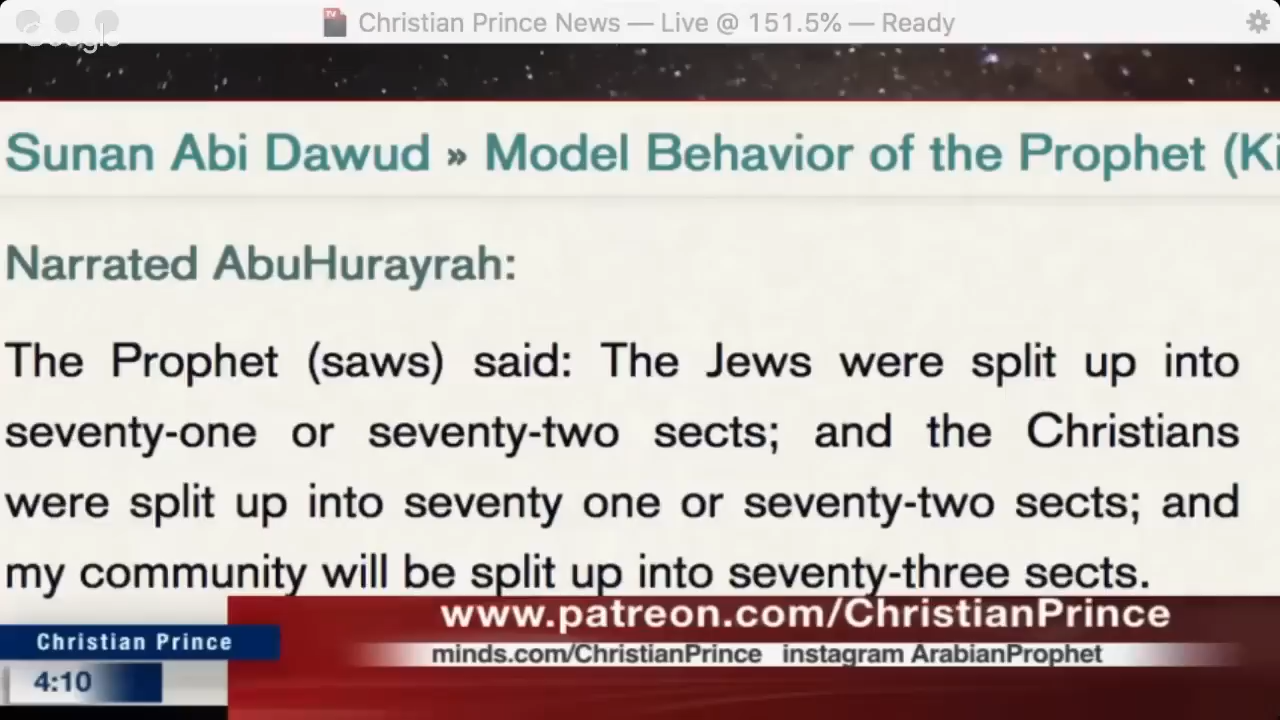 Christian Prince News — Live @ 151.5% — Ready
Google
Sunan Abi Dawud » Model Behavior of the Prophet (Ki
Narrated AbuHurayrah:
The Prophet (saws) said: The Jews were split up into
seventy-one or seventy-two sects; and the Christians
were split up into seventy one or seventy-two sects; and
my community will be split up into seventy-three sects.
www.patreon.com/ChristianPrince
Christian Prince
minds.com/ChristianPrince instagram ArabianProphet
4:10